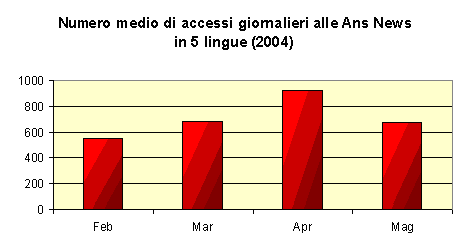 Numero medio di accessi giornalieri alle Ans News
in 5 lingue (2004)
1000
800
600
400
200
0
Feb Mar Apr Mag